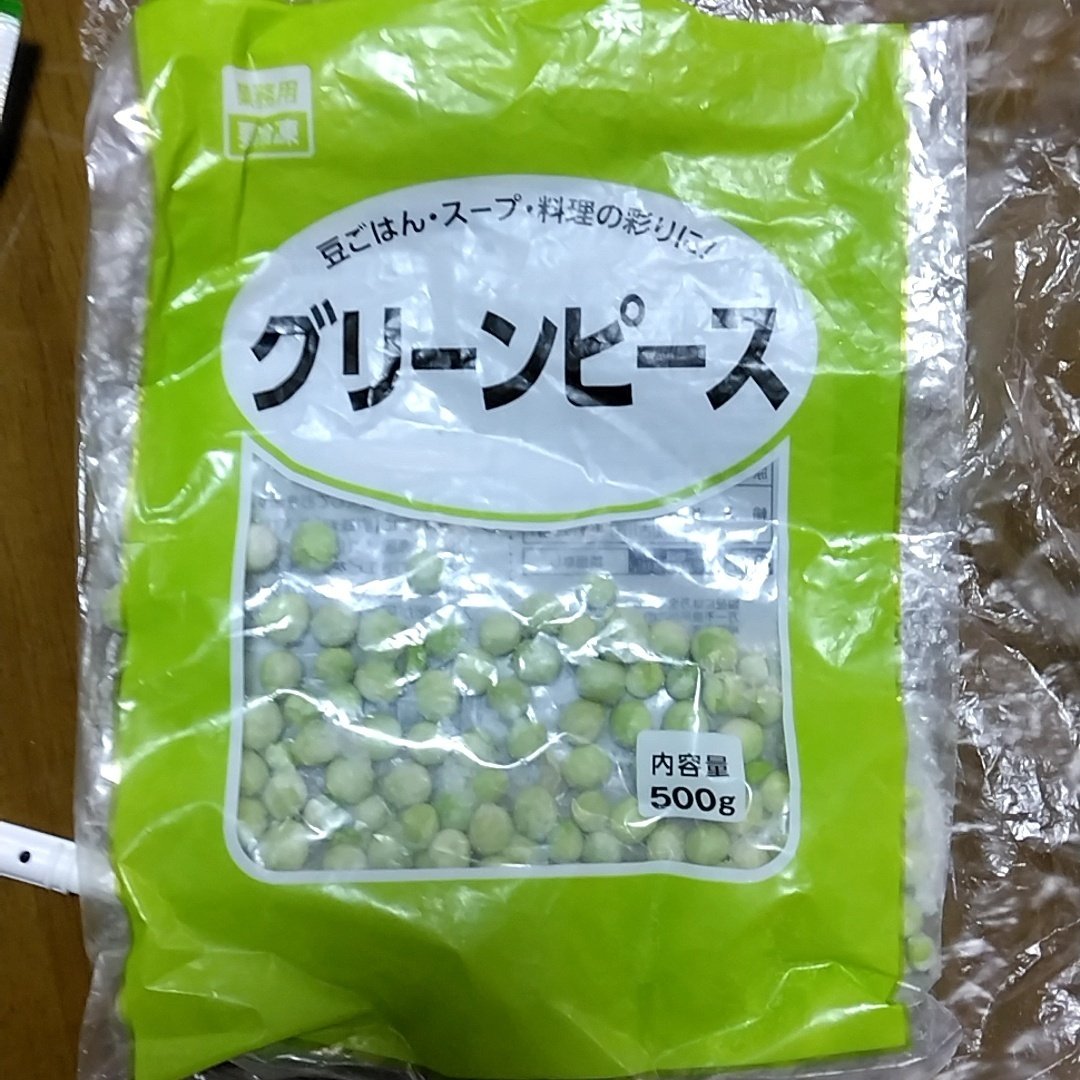 業務用
要冷凍
豆ごはん・スープ・料理の彩りに!
グリーンピース
内容量
500g